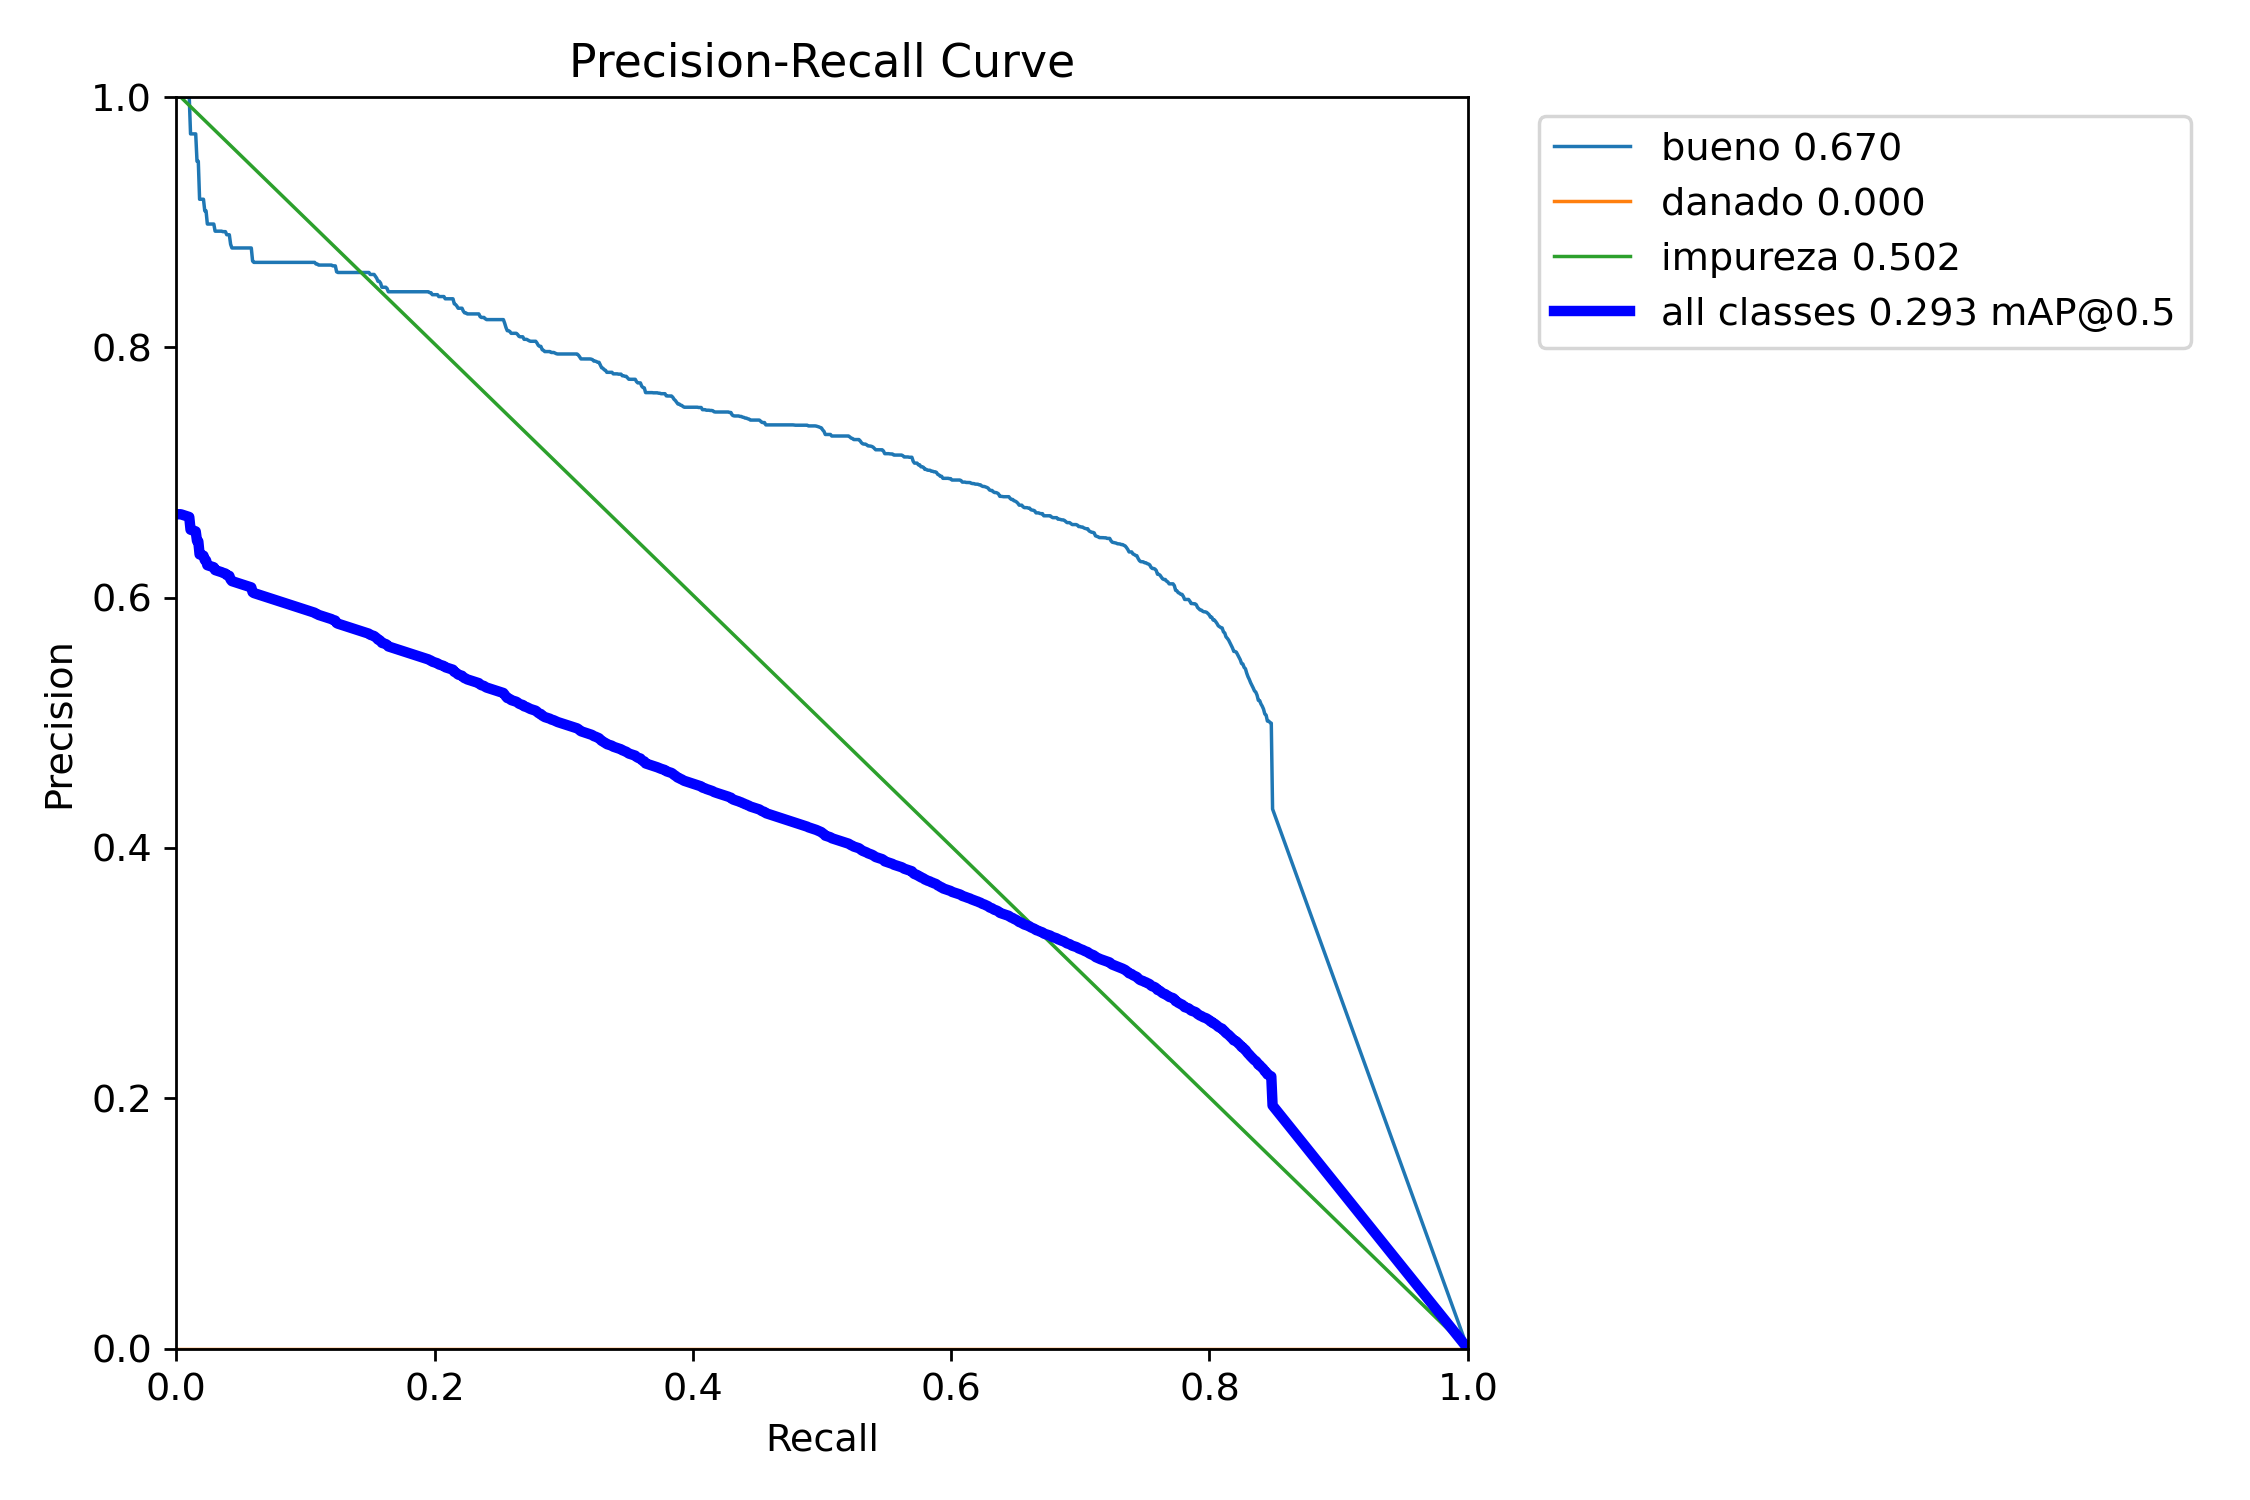 Precision-Recall Curve
1.0
0.8
0.6
0.4
0.2
0.0
Precision
0.0 0.2 0.4 0.6 0.8 1.0
Recall
bueno 0.670
danado 0.000
impureza 0.502
all classes 0.293 mAP@0.5